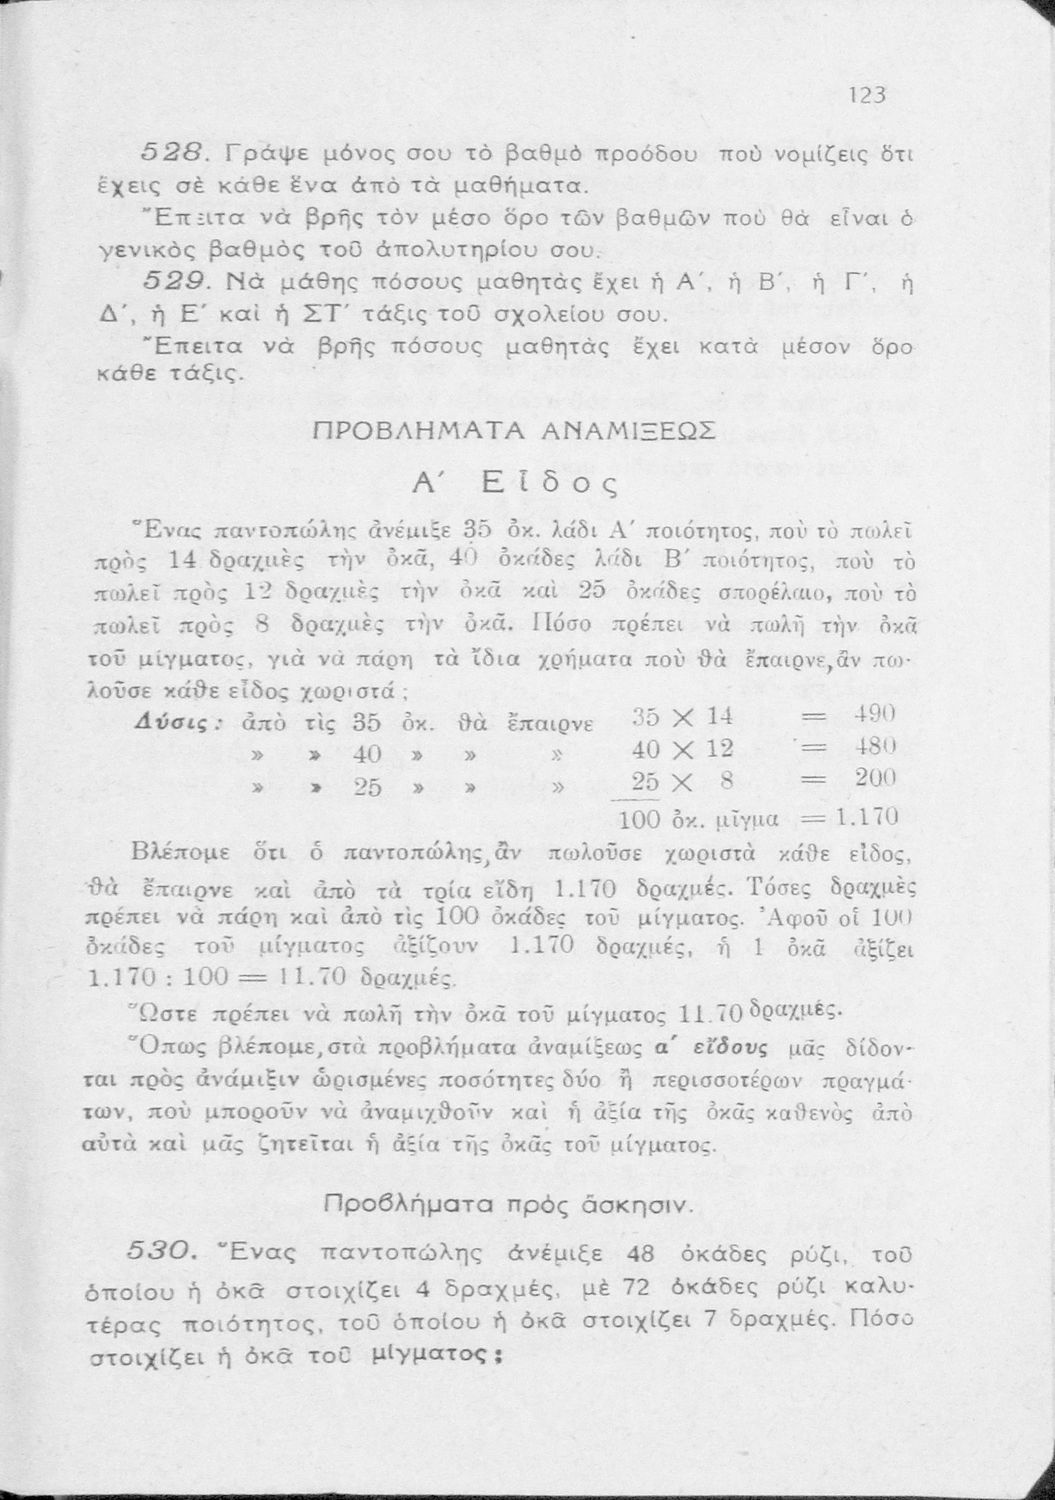 123
528. Γράψε μόνος σου τὸ βαθμὸ προόδου ποὺ νομίζεις ὅτι
ἔχεις σὲ κάθε ἕνα ἀπὸ τὰ μαθήματα.
Ἔπειτα νὰ βρῆς τὸν μέσο ὅρο τῶν βαθμῶν ποὺ θὰ εἶναι ὁ
γενικὸς βαθμὸς τοῦ ἀπολυτηρίου σου.
529. Νὰ μάθης πόσους μαθητὰς ἔχει ἡ Α΄, ἡ Β΄, ἡ Γ΄, ἡ
Δ΄, ἡ Ε΄ καὶ ἡ ΣΤ΄ τάξις τοῦ σχολείου σου.
Ἔπειτα νὰ βρῆς πόσους μαθητὰς ἔχει κατὰ μέσον ὅρο
κάθε τάξις.
ΠΡΟΒΛΗΜΑΤΑ ΑΝΑΜΙΞΕΩΣ
Α΄ Εἶδος
Ἕνας παντοπώλης ἀνέμιξε 35 ὀκ. λάδι Α΄ ποιότητος, ποὺ τὸ πωλεῖ
πρὸς 14 δραχμὲς τὴν ὀκᾶ, 40 ὀκάδες λάδι Β΄ ποιότητος, ποὺ τὸ
πωλεῖ πρὸς 12 δραχμὲς τὴν ὀκᾶ καὶ 25 ὀκάδες σπορέλαιο, ποὺ τὸ
πωλεῖ πρὸς 8 δραχμὲς τὴν ὀκᾶ. Πόσο πρέπει νὰ πωλῆ τὴν ὀκᾶ
τοῦ μίγματος, γιὰ νὰ πάρη τὰ ἴδια χρήματα ποὺ θὰ ἔπαιρνε, ἂν πω-
λοῦσε κάθε εἶδος χωριστά ;
Λύσις : ἀπὸ τὶς 35 ὀκ. θὰ ἔπαιρνε 35 × 14 = 490
» » 40 » » » 40 × 12 = 480
» » 25 » » » 25 × 8 = 200
100 ὀκ. μῖγμα = 1.170
Βλέπομε ὅτι ὁ παντοπώλης, ἂν πωλοῦσε χωριστὰ κάθε εἶδος,
θὰ ἔπαιρνε καὶ ἀπὸ τὰ τρία εἴδη 1.170 δραχμές. Τόσες δραχμὲς
πρέπει νὰ πάρη καὶ ἀπὸ τὶς 100 ὀκάδες τοῦ μίγματος. Ἀφοῦ οἱ 100
ὀκάδες τοῦ μίγματος ἀξίζουν 1.170 δραχμές, ἡ 1 ὀκᾶ ἀξίζει
1.170 : 100 = 11.70 δραχμές.
Ὥστε πρέπει νὰ πωλῆ τὴν ὀκᾶ τοῦ μίγματος 11.70 δραχμές.
Ὅπως βλέπομε, στὰ προβλήματα ἀναμίξεως α΄ εἴδους μᾶς δίδον-
ται πρὸς ἀνάμιξιν ὡρισμένες ποσότητες δύο ἢ περισσοτέρων πραγμά-
των, ποὺ μποροῦν νὰ ἀναμιχθοῦν καὶ ἡ ἀξία τῆς ὀκᾶς καθενὸς ἀπὸ
αὐτὰ καὶ μᾶς ζητεῖται ἡ ἀξία τῆς ὀκᾶς τοῦ μίγματος.
Προβλήματα πρὸς ἄσκησιν.
530. Ἕνας παντοπώλης ἀνέμιξε 48 ὀκάδες ρύζι, τοῦ
ὁποίου ἡ ὀκᾶ στοιχίζει 4 δραχμές, μὲ 72 ὀκάδες ρύζι καλυ-
τέρας ποιότητος, τοῦ ὁποίου ἡ ὀκᾶ στοιχίζει 7 δραχμές. Πόσο
στοιχίζει ἡ ὀκᾶ τοῦ μίγματος ;